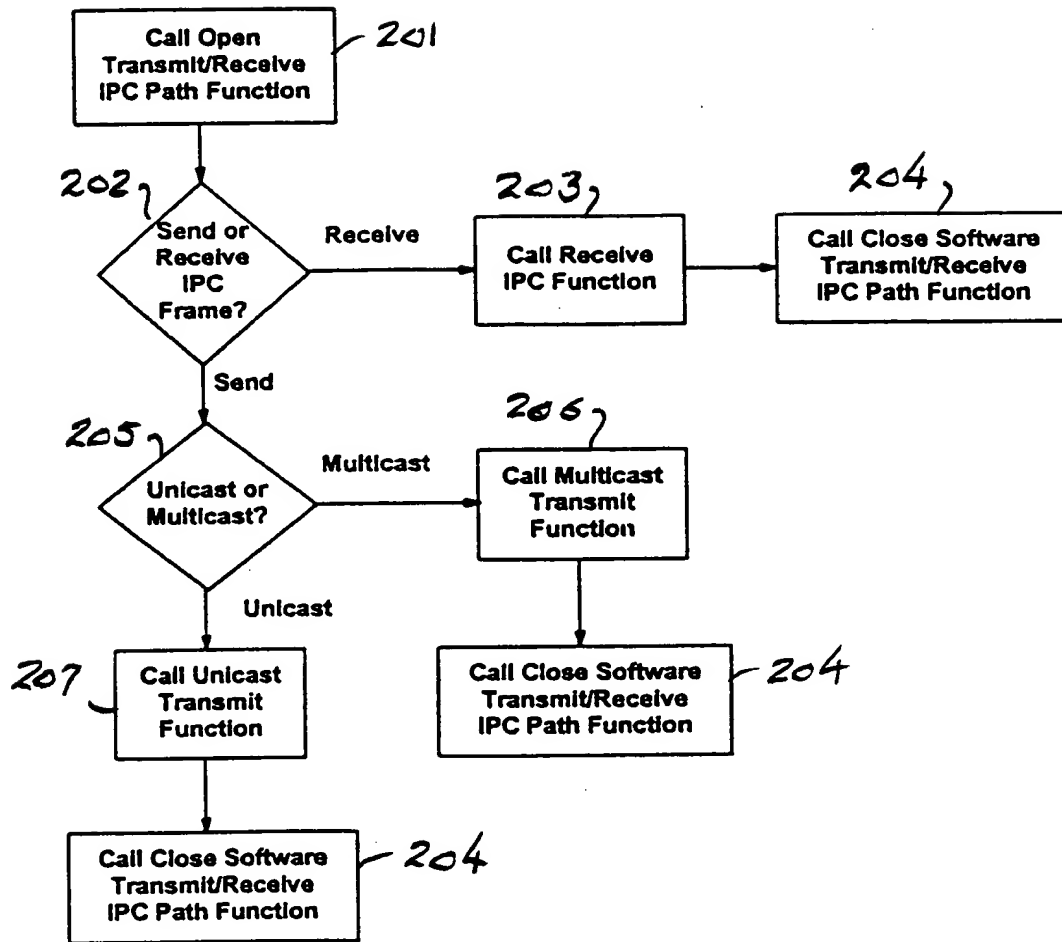 Call Open
Transmit/Receive
IPC Path Function
201
202
Send or
Receive
IPC
Frame?
Receive
203
Call Receive
IPC Function
204
Call Close Software
Transmit/Receive
IPC Path Function
Send
205
Unicast or
Multicast?
Multicast
206
Call Multicast
Transmit
Function
Unicast
207
Call Unicast
Transmit
Function
Call Close Software
Transmit/Receive
IPC Path Function
204
Call Close Software
Transmit/Receive
IPC Path Function
204